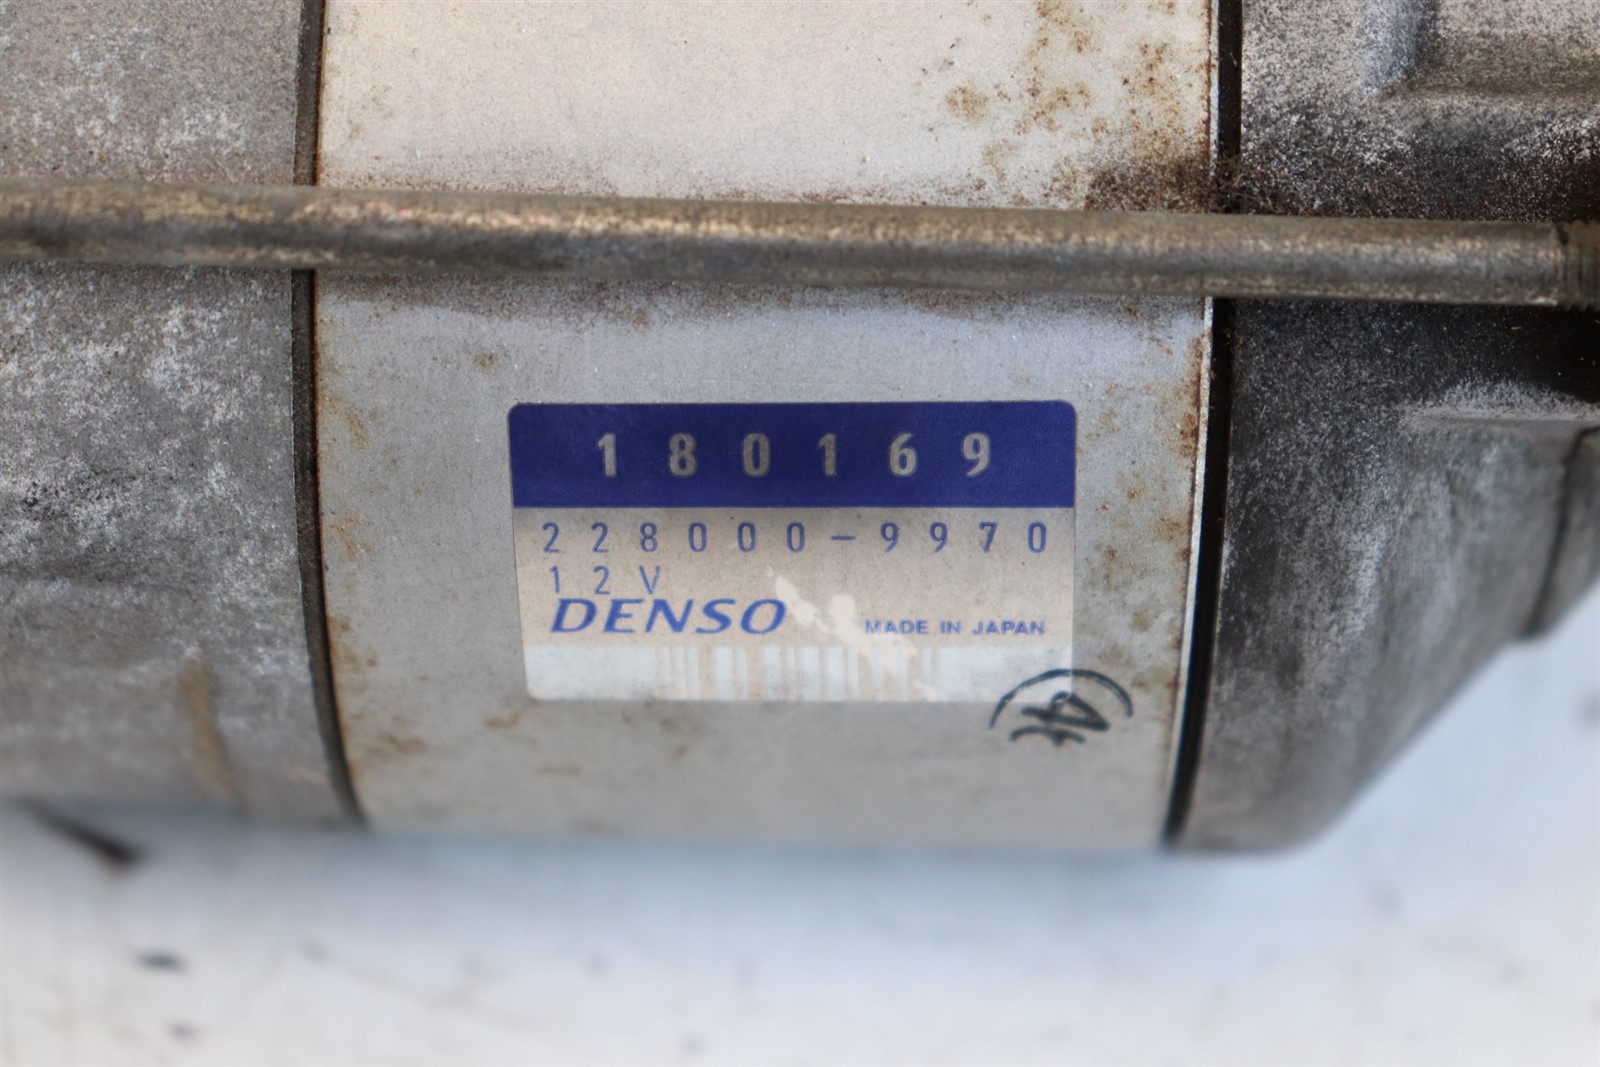 180169
228000-9970
12V
DENSO MADE IN JAPAN